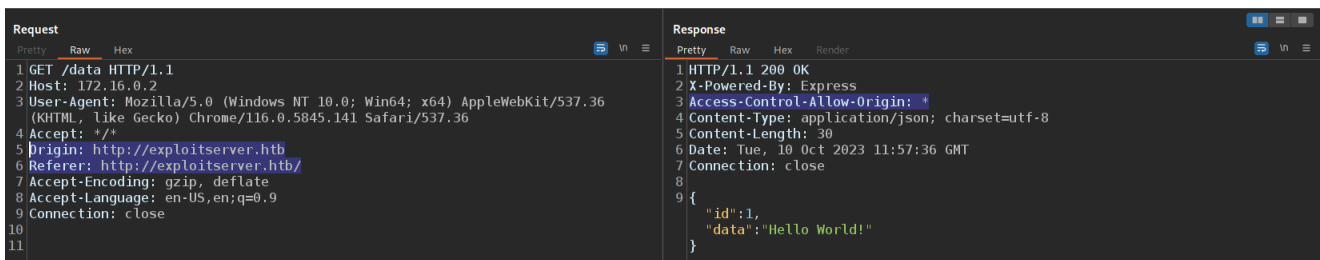 Request
Pretty Raw Hex
\n
1 GET /data HTTP/1.1
2 Host: 172.16.0.2
3 User-Agent: Mozilla/5.0 (Windows NT 10.0; Win64; x64) AppleWebKit/537.36
(KHTML, like Gecko) Chrome/116.0.5845.141 Safari/537.36
4 Accept: */*
5 Origin: http://exploitserver.htb
6 Referer: http://exploitserver.htb/
7 Accept-Encoding: gzip, deflate
8 Accept-Language: en-US,en;q=0.9
9 Connection: close
10
11
Response
Pretty Raw Hex Render
\n
1 HTTP/1.1 200 OK
2 X-Powered-By: Express
3 Access-Control-Allow-Origin: *
4 Content-Type: application/json; charset=utf-8
5 Content-Length: 30
6 Date: Tue, 10 Oct 2023 11:57:36 GMT
7 Connection: close
8
9 {
"id":1,
"data":"Hello World!"
}